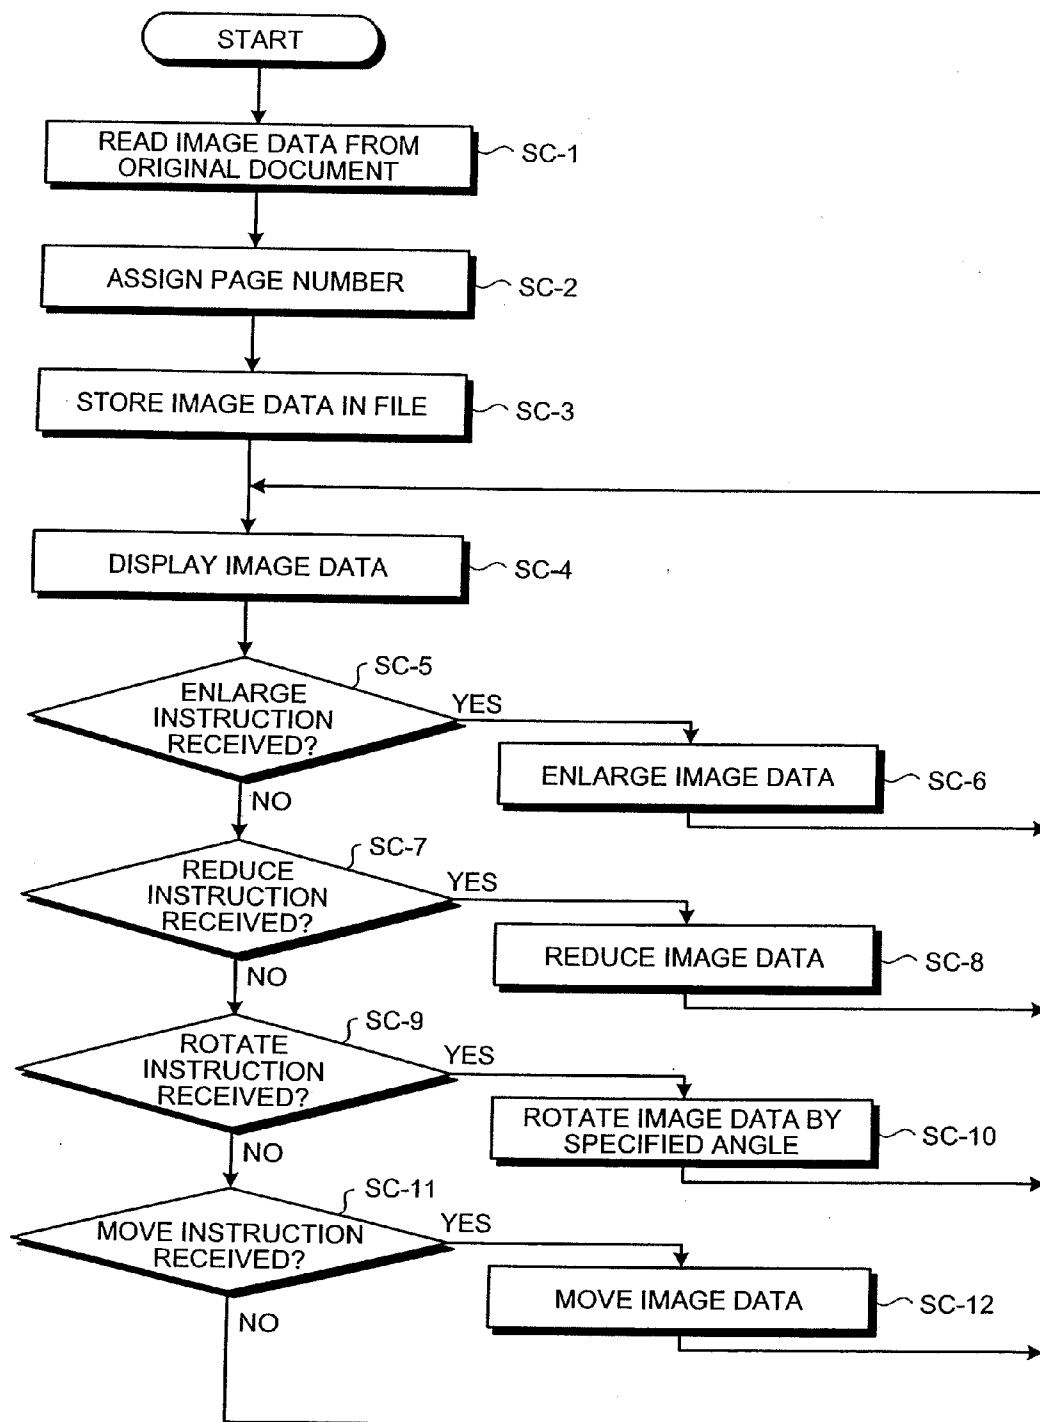 START
READ IMAGE DATA FROM
ORIGINAL DOCUMENT
SC-1
ASSIGN PAGE NUMBER
SC-2
STORE IMAGE DATA IN FILE
SC-3
DISPLAY IMAGE DATA
SC-4
SC-5
ENLARGE
INSTRUCTION
RECEIVED?
YES
NO
ENLARGE IMAGE DATA
SC-6
SC-7
REDUCE
INSTRUCTION
RECEIVED?
YES
NO
REDUCE IMAGE DATA
SC-8
SC-9
ROTATE
INSTRUCTION
RECEIVED?
YES
NO
ROTATE IMAGE DATA BY
SPECIFIED ANGLE
SC-10
SC-11
MOVE INSTRUCTION
RECEIVED?
YES
NO
MOVE IMAGE DATA
SC-12